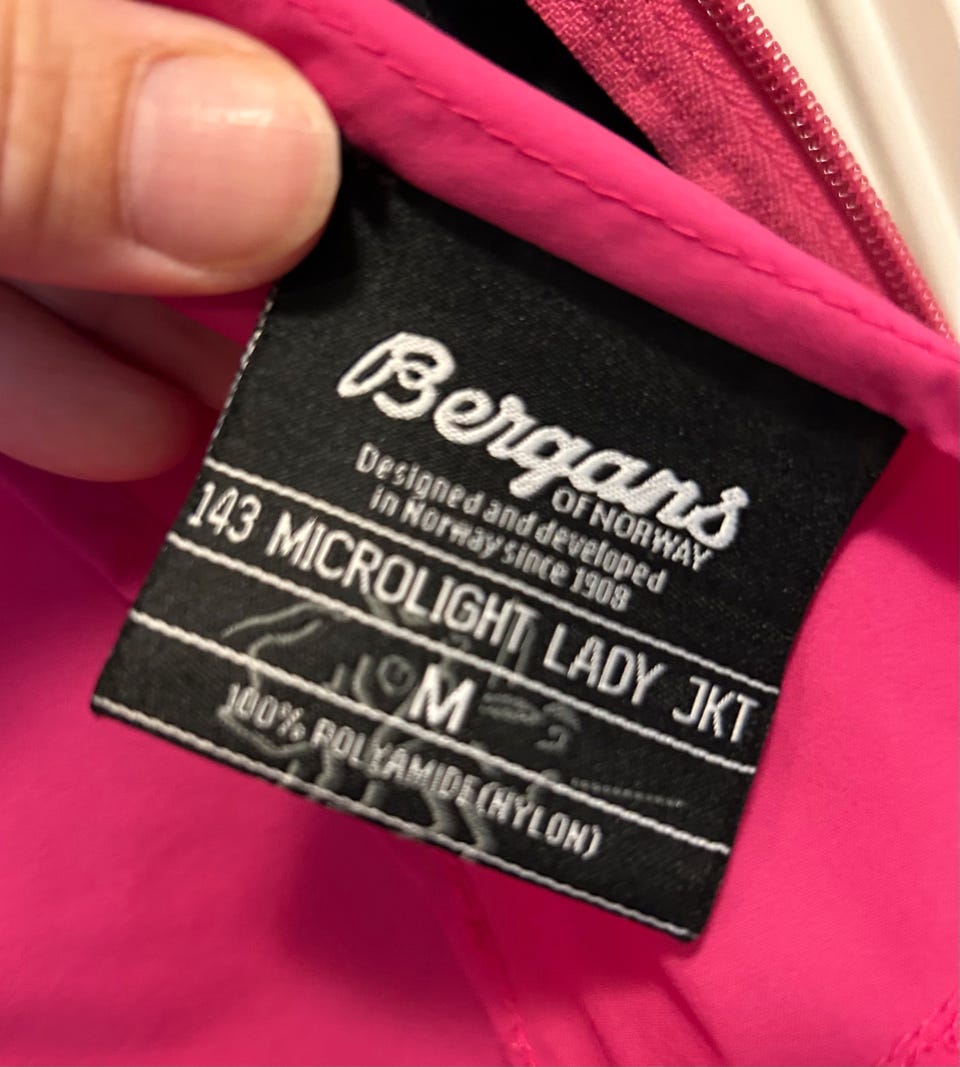 Bergans
OF NORWAY
Designed and developed
in Norway since 1908
143 MICROLIGHT LADY JKT
M
100% POLYAMIDE(NYLON)